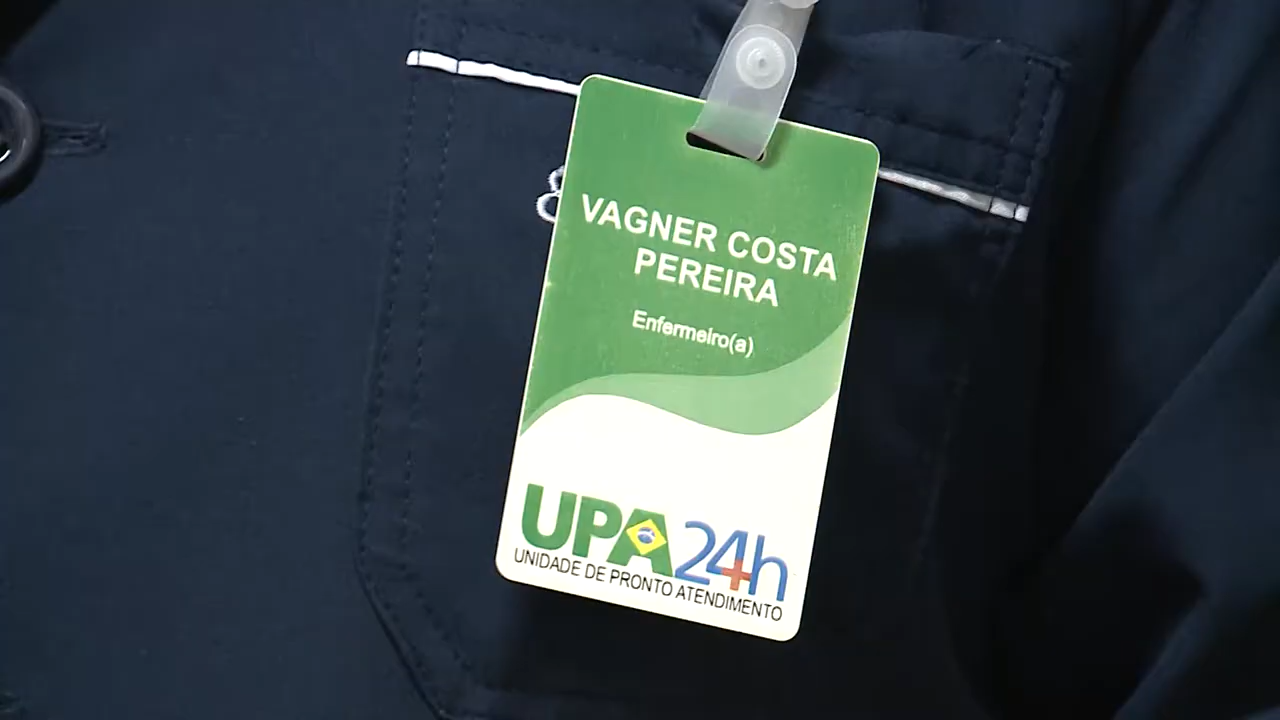 VAGNER COSTA
PEREIRA
Enfermeiro(a)
UPA 24h
UNIDADE DE PRONTO ATENDIMENTO